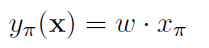 y_π(𝐱) = w · x_π